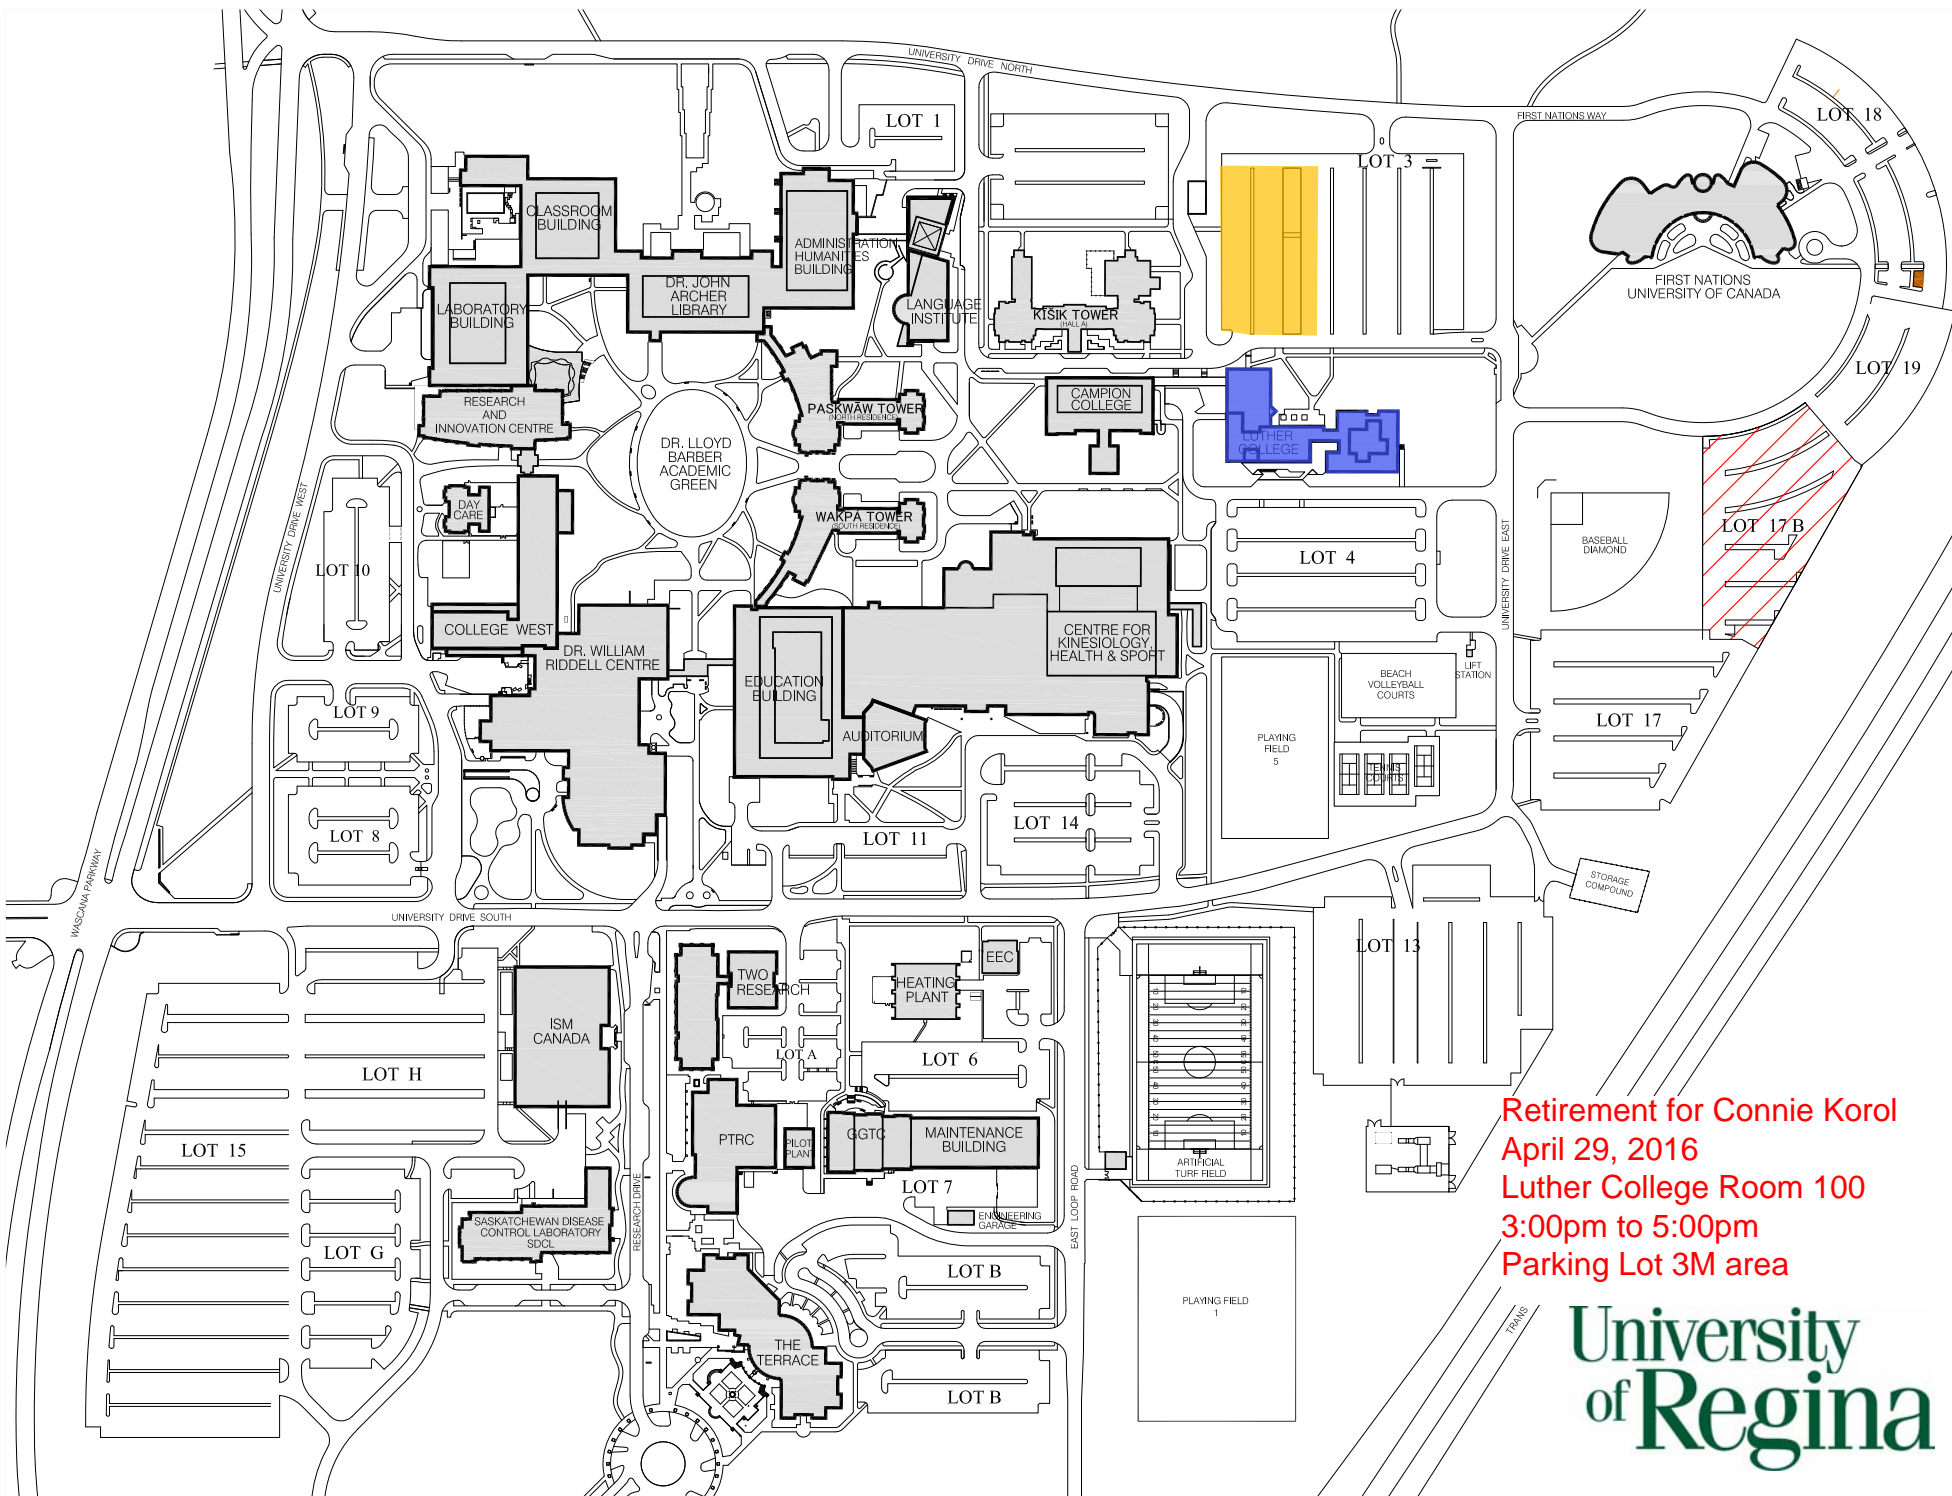 UNIVERSITY DRIVE NORTH
FIRST NATIONS WAY
LOT 18
LOT 1
LOT 3
CLASSROOM
BUILDING
ADMINISTRATION
HUMANITIES
BUILDING
DR. JOHN
ARCHER
LIBRARY
LABORATORY
BUILDING
LANGUAGE
INSTITUTE
KĪSIK TOWER
(HALL A)
FIRST NATIONS
UNIVERSITY OF CANADA
LOT 19
RESEARCH
AND
INNOVATION CENTRE
PASKWĀW TOWER
(NORTH RESIDENCE)
CAMPION
COLLEGE
LUTHER
COLLEGE
DR. LLOYD
BARBER
ACADEMIC
GREEN
UNIVERSITY DRIVE WEST
DAY
CARE
WAKPĀ TOWER
(SOUTH RESIDENCE)
LOT 10
LOT 4
UNIVERSITY DRIVE EAST
BASEBALL
DIAMOND
LOT 17 B
COLLEGE WEST
DR. WILLIAM
RIDDELL CENTRE
EDUCATION
BUILDING
CENTRE FOR
KINESIOLOGY,
HEALTH & SPORT
BEACH
VOLLEYBALL
COURTS
LIFT
STATION
LOT 9
AUDITORIUM
PLAYING
FIELD
5
TENNIS
COURTS
LOT 17
LOT 8
LOT 11
LOT 14
STORAGE
COMPOUND
WASCANA PARKWAY
UNIVERSITY DRIVE SOUTH
LOT 13
TWO
RESEARCH
HEATING
PLANT
EEC
ISM
CANADA
LOT A
LOT 6
LOT H
LOT 15
PTRC
PILOT
PLANT
GGTC
MAINTENANCE
BUILDING
ARTIFICIAL
TURF FIELD
LOT 7
ENGINEERING
GARAGE
EAST LOOP ROAD
RESEARCH DRIVE
SASKATCHEWAN DISEASE
CONTROL LABORATORY
SDCL
LOT G
LOT B
THE
TERRACE
LOT B
PLAYING FIELD
1
TRANS
Retirement for Connie Korol
April 29, 2016
Luther College Room 100
3:00pm to 5:00pm
Parking Lot 3M area
University
of Regina